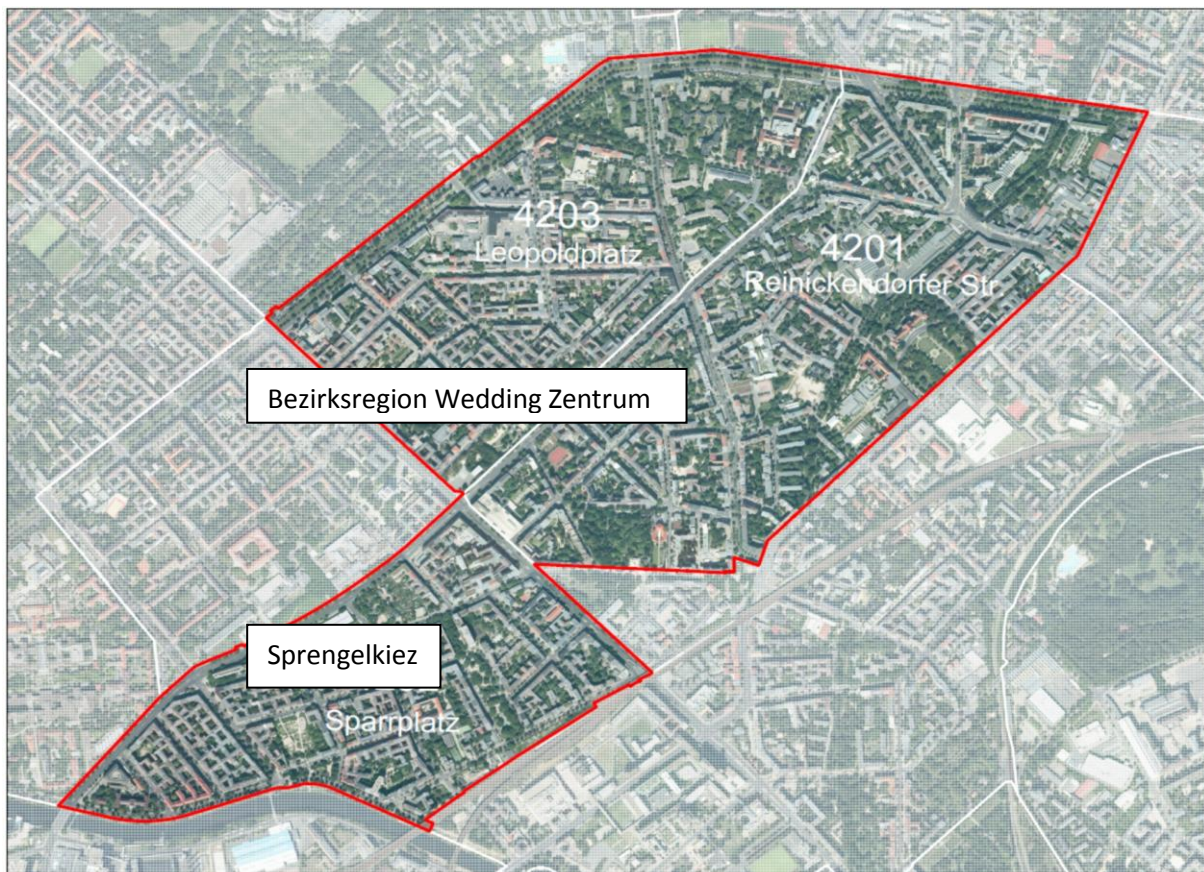 4203
Leopoldplatz
4201
Reinickendorfer Str
Bezirksregion Wedding Zentrum
Sprengelkiez
Sparrplatz